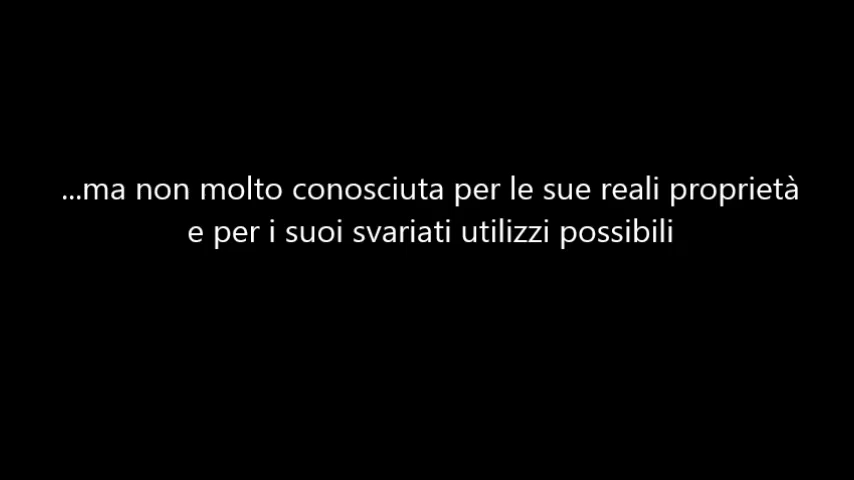 ...ma non molto conosciuta per le sue reali proprietà
e per i suoi svariati utilizzi possibili